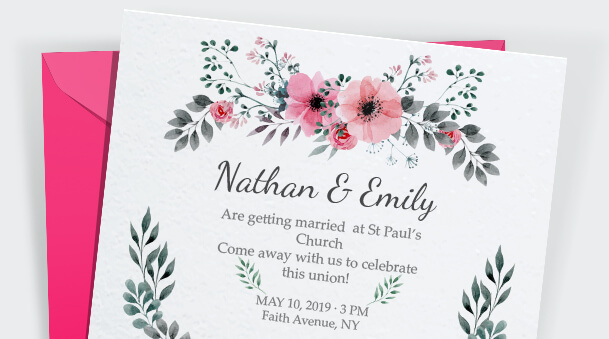 Nathan & Emily
Are getting married at St Paul's
Church
Come away with us to celebrate
this union!
MAY 10, 2019 · 3 PM
Faith Avenue, NY